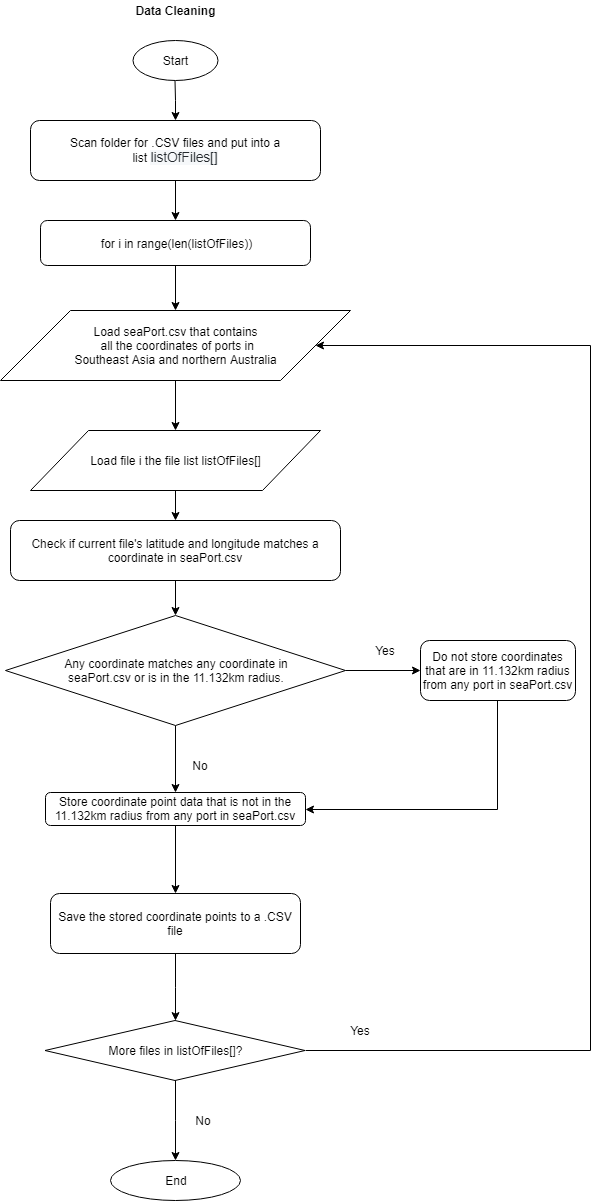 Data Cleaning
Start
Scan folder for .CSV files and put into a
list listOfFiles[]
for i in range(len(listOfFiles))
Load seaPort.csv that contains
all the coordinates of ports in
Southeast Asia and northern Australia
Load file i the file list listOfFiles[]
Check if current file's latitude and longitude matches a
coordinate in seaPort.csv
Any coordinate matches any coordinate in
seaPort.csv or is in the 11.132km radius.
Yes
Do not store coordinates
that are in 11.132km radius
from any port in seaPort.csv
No
Store coordinate point data that is not in the
11.132km radius from any port in seaPort.csv
Save the stored coordinate points to a .CSV
file
More files in listOfFiles[]?
Yes
No
End